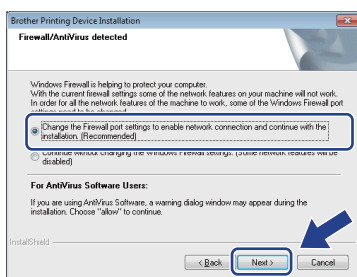 Brother Printing Device Installation
Firewall/AntiVirus detected
Windows Firewall is helping to protect your computer.
With the current firewall settings some of the network features on your machine will not work.
In order for all the network features of the machine to work, some of the Windows Firewall port
settings need to be changed.
Change the Firewall port settings to enable network connection and continue with the
installation. (Recommended)
Continue without changing the Windows Firewall settings. (Some network features will be
disabled)
For AntiVirus Software Users:
If you are using AntiVirus Software, a warning dialog window may appear during the
installation. Choose "allow" to continue.
InstallShield
< Back
Next >
Cancel